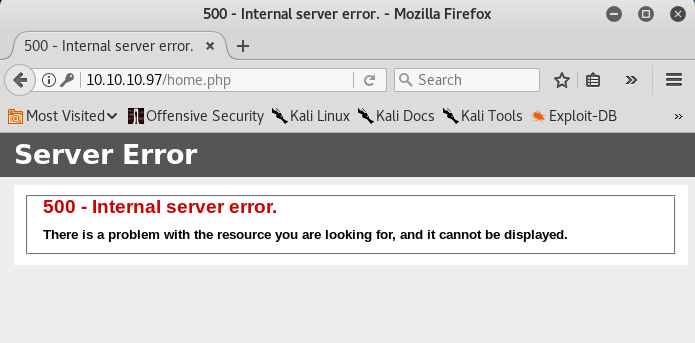 500 - Internal server error. - Mozilla Firefox
500 - Internal server error.
10.10.10.97/home.php
Search
Most Visited
Offensive Security
Kali Linux
Kali Docs
Kali Tools
Exploit-DB
Server Error
500 - Internal server error.
There is a problem with the resource you are looking for, and it cannot be displayed.